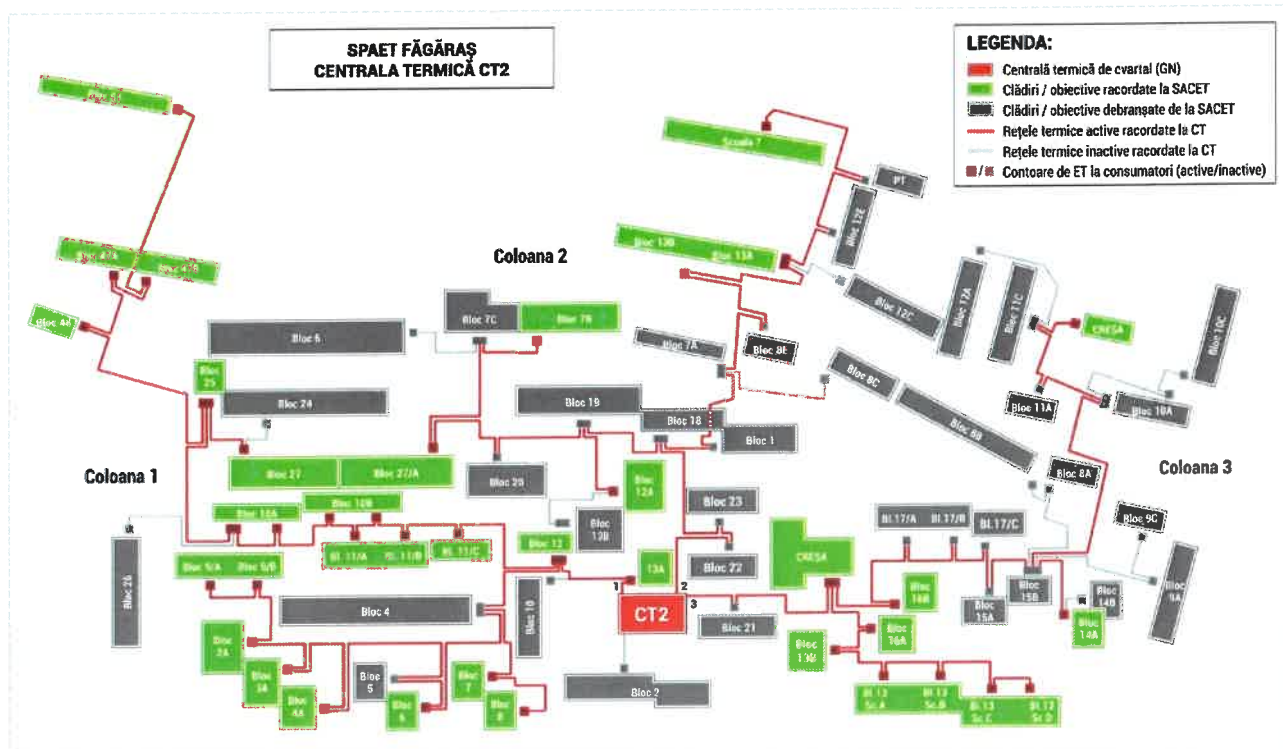 SPAET FĂGĂRAȘ
CENTRALA TERMICĂ CT2
LEGENDA:
Centrală termică de cvartal (GN)
Clădiri / obiective racordate la SACET
Clădiri / obiective debranșate de la SACET
Rețele termice active racordate la CT
Rețele termice inactive racordate la CT
Contoare de ET la consumatori (active/inactive)
Scoala 7
PT
Bloc 12E
Bloc 13B
Bloc 13A
Coloana 2
Bloc 12C
Bloc 12A
Bloc 11C
CRESA
Bloc 10C
Bloc 4B
Bloc 6
Bloc 7C
Bloc 7B
Bloc 7A
Bloc 8E
Bloc 8C
Bloc 8B
Bloc 11A
Bloc 10A
Bloc
25
Bloc 24
Bloc 19
Bloc 18
Bloc 1
Coloana 1
Bloc 27
Bloc 27/A
Bloc 20
Bloc
12A
Bloc 23
Bloc 8A
Coloana 3
Bloc 9C
Bloc 10A
Bloc 10B
Bl. 11/A
Bl. 11/B
Bl. 11/C
Bloc 12
Bloc
13B
Bloc 22
13A
CRESA
Bl.17/A
Bl.17/B
Bl.17/C
Bloc 26
Bloc 5/A
Bloc 5/B
Bloc 4
Bloc 10
1
2
3
CT2
Bloc 21
Bloc
16B
Bloc
16A
Bloc
15A
Bloc
15B
Bloc
14B
Bloc
14A
Bloc 9A
Bloc
2A
Bloc
3A
Bloc
4A
Bloc
5
Bloc
6
Bloc
7
Bloc
8
Bloc 2
Bloc
13B
Bl.13
Sc.A
Bl.13
Sc.B
Bl.13
Sc.C
Bl.13
Sc.D